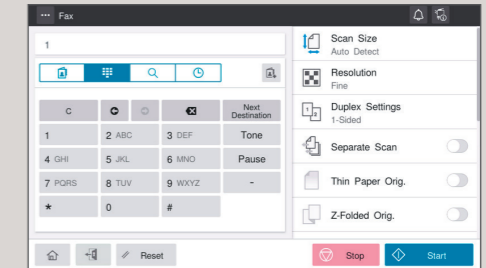 Fax
1
C
Next
Destination
1
2 ABC
3 DEF
Tone
4 GHI
5 JKL
6 MNO
Pause
7 PQRS
8 TUV
9 WXYZ
-
*
0
#
Scan Size
Auto Detect
Resolution
Fine
1 2
Duplex Settings
1-Sided
Separate Scan
Thin Paper Orig.
Z-Folded Orig.
Reset
Stop
Start